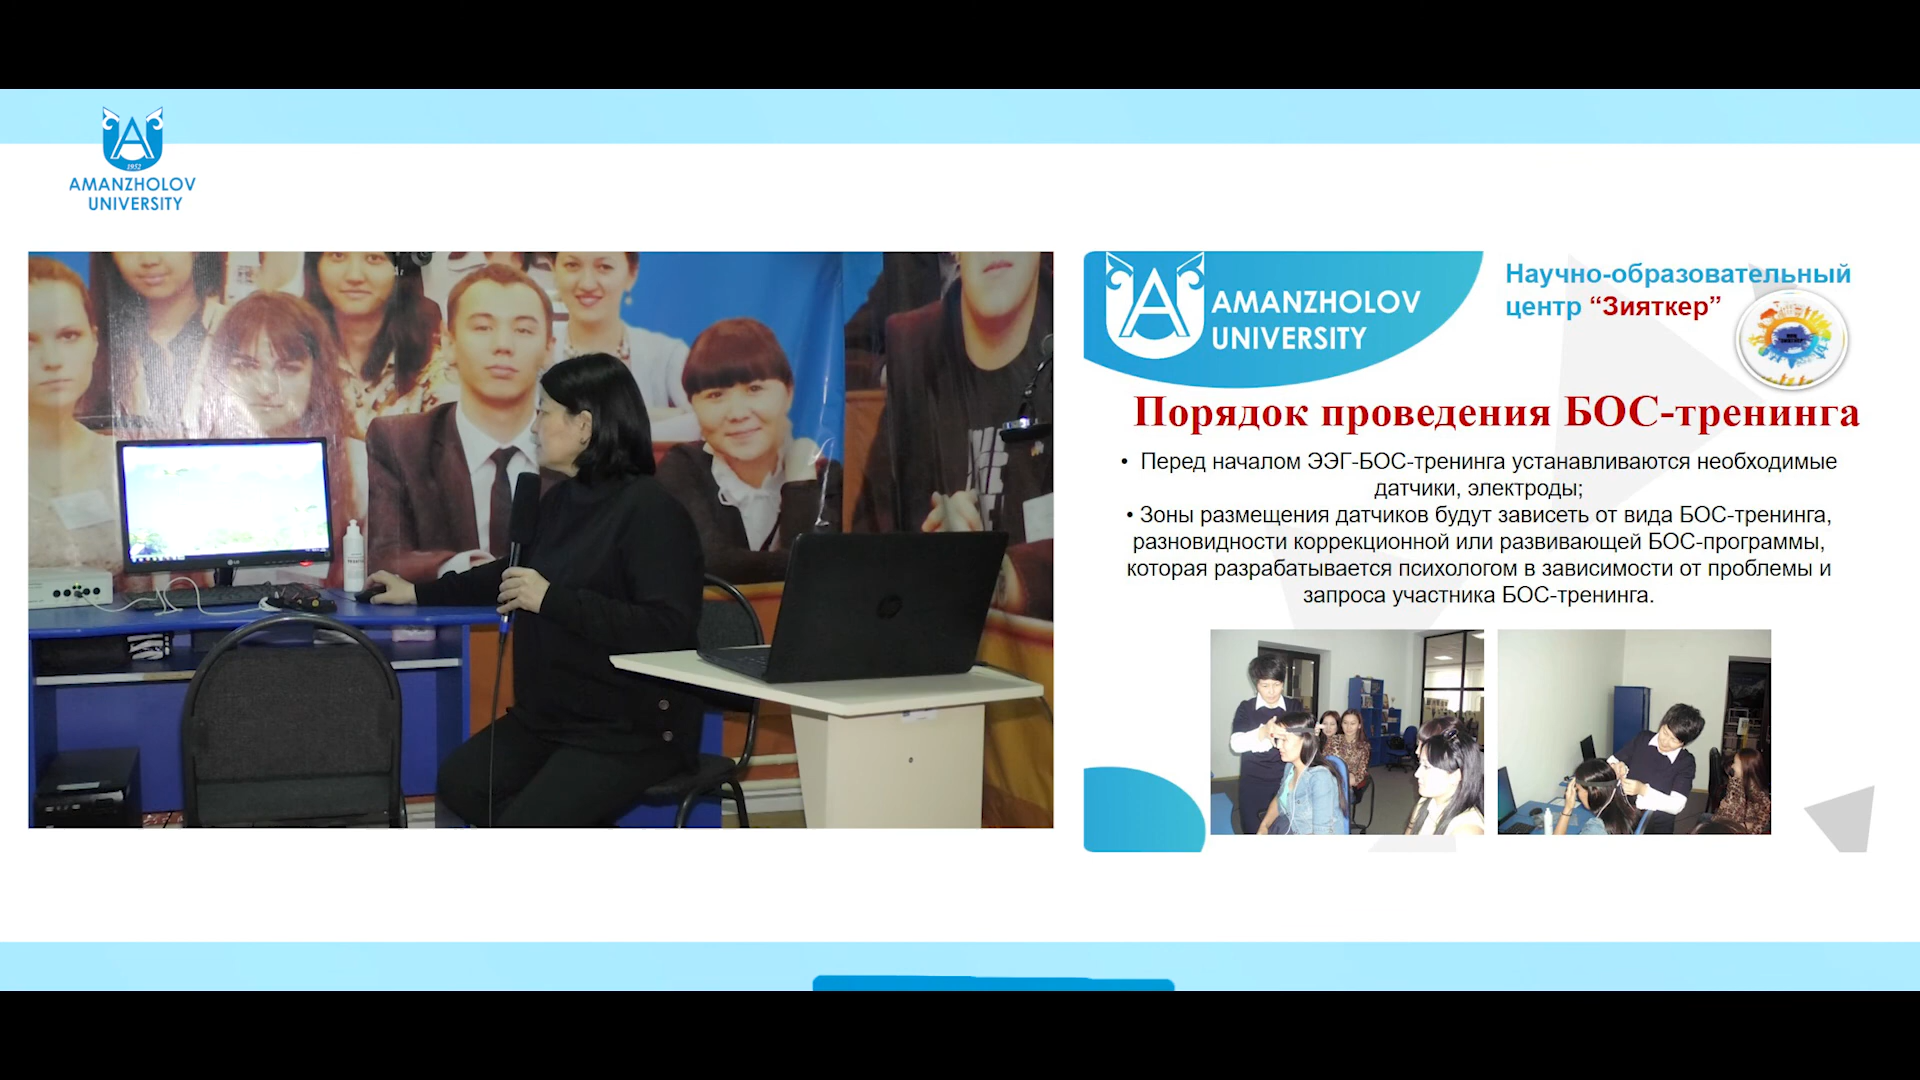 1952
AMANZHOLOV
UNIVERSITY
AMANZHOLOV
UNIVERSITY
Научно-образовательный
центр “Зияткер”
Порядок проведения БОС-тренинга
• Перед началом ЭЭГ-БОС-тренинга устанавливаются необходимые
датчики, электроды;
• Зоны размещения датчиков будут зависеть от вида БОС-тренинга,
разновидности коррекционной или развивающей БОС-программы,
которая разрабатывается психологом в зависимости от проблемы и
запроса участника БОС-тренинга.